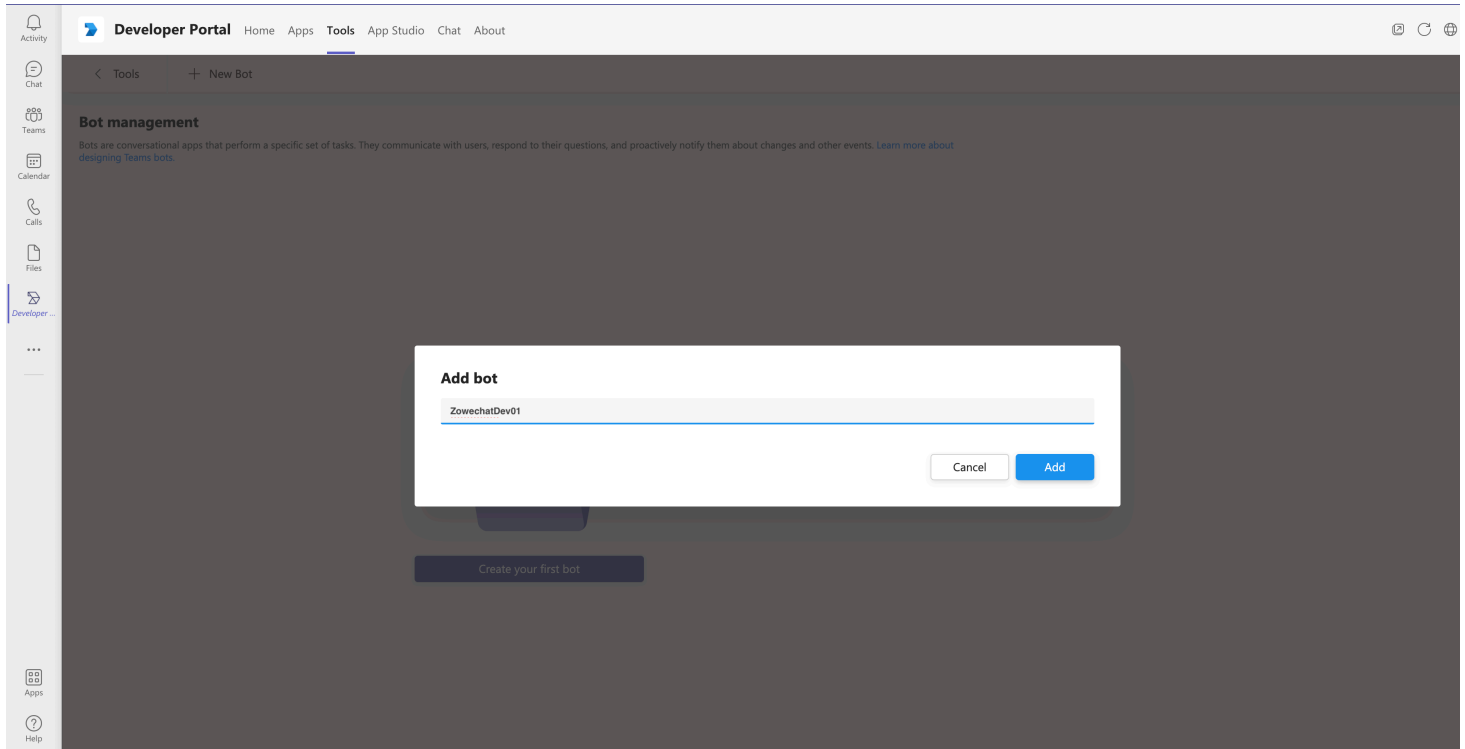 Activity
Chat
Teams
Calendar
Calls
Files
Developer ...
Apps
Help
Developer Portal Home Apps Tools App Studio Chat About
Tools New Bot
Bot management
Bots are conversational apps that perform a specific set of tasks. They communicate with users, respond to their questions, and proactively notify them about changes and other events. Learn more about
designing Teams bots.
Add bot
ZowechatDev01
Cancel Add
Create your first bot